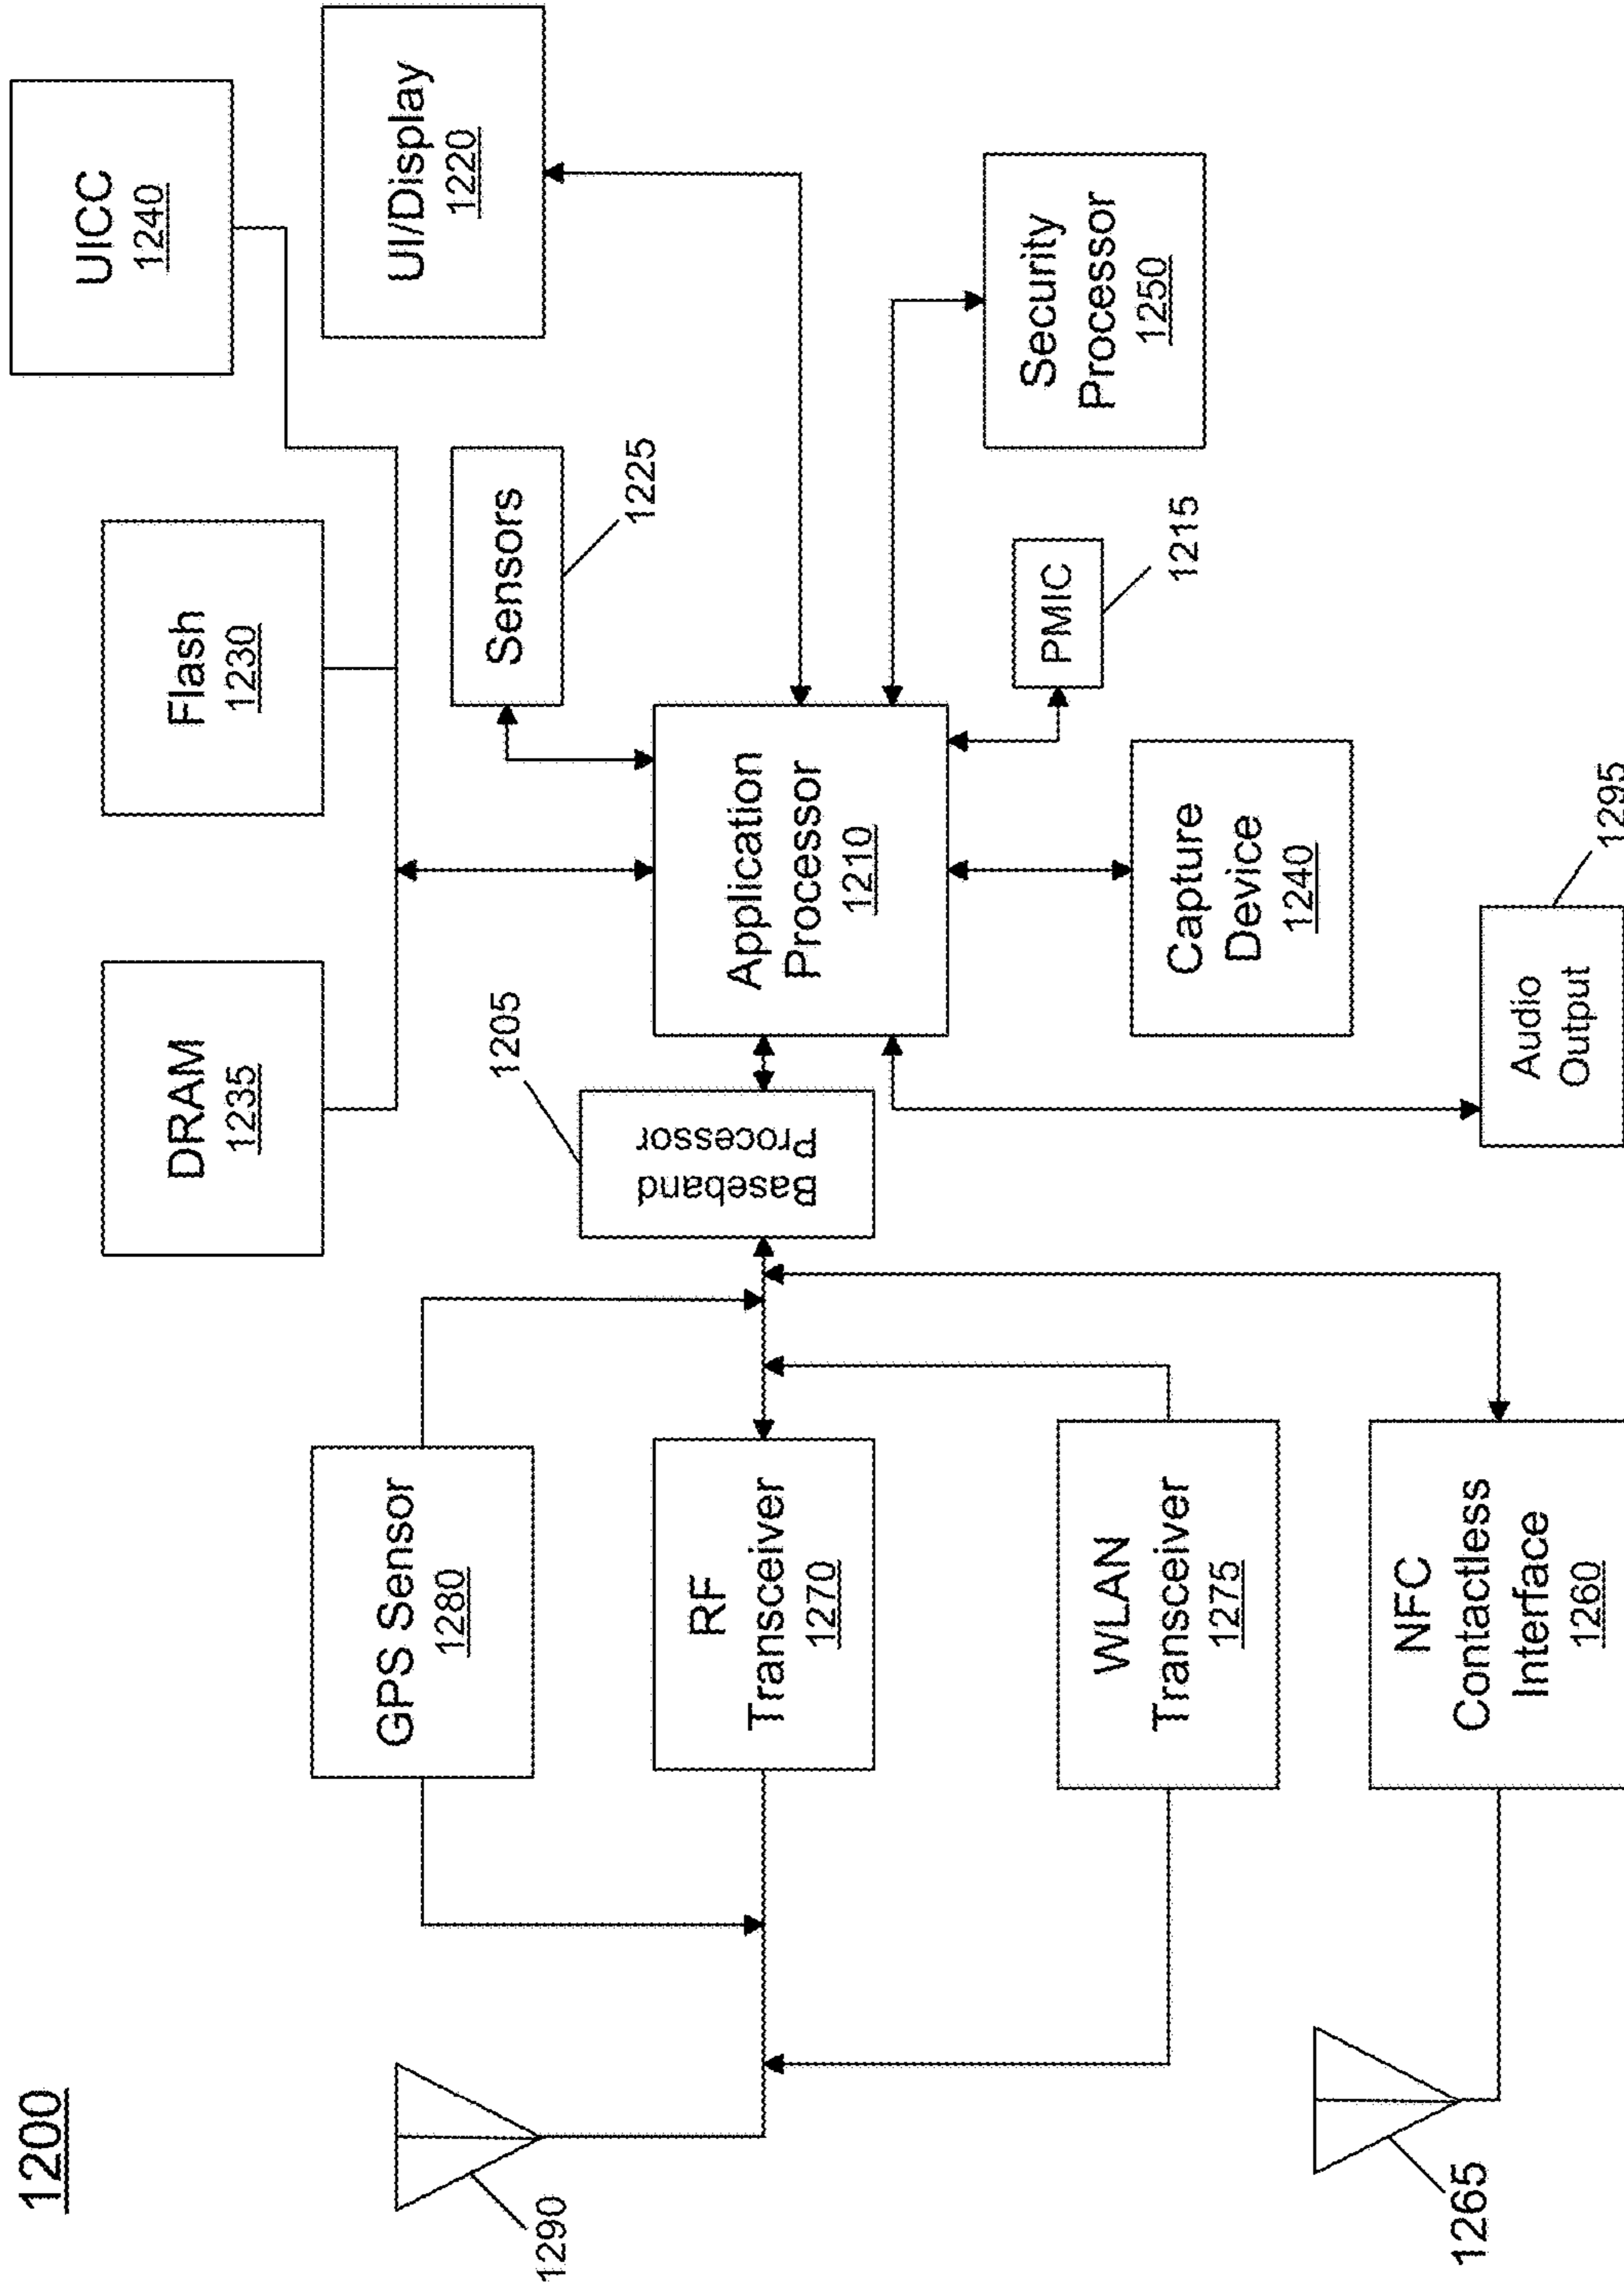 1200
UICC
1240
Flash
1230
DRAM
1235
UI/Display
1220
Sensors
1225
GPS Sensor
1280
1290
1205
Baseband
Processor
Application
Processor
1210
RF
Transceiver
1270
Security
Processor
1250
PMIC
1215
WLAN
Transceiver
1275
Capture
Device
1240
NFC
Contactless
Interface
1260
1265
Audio
Output
1295